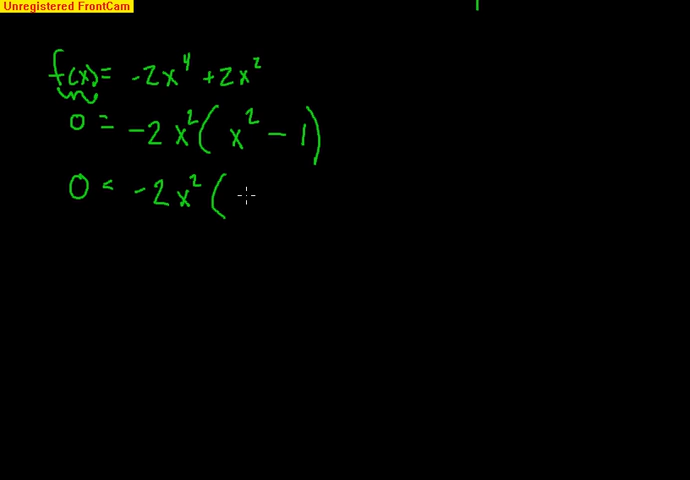 Unregistered FrontCam
f(x) = -2x⁴ + 2x²
0 = -2x²(x² - 1)
0 = -2x²(